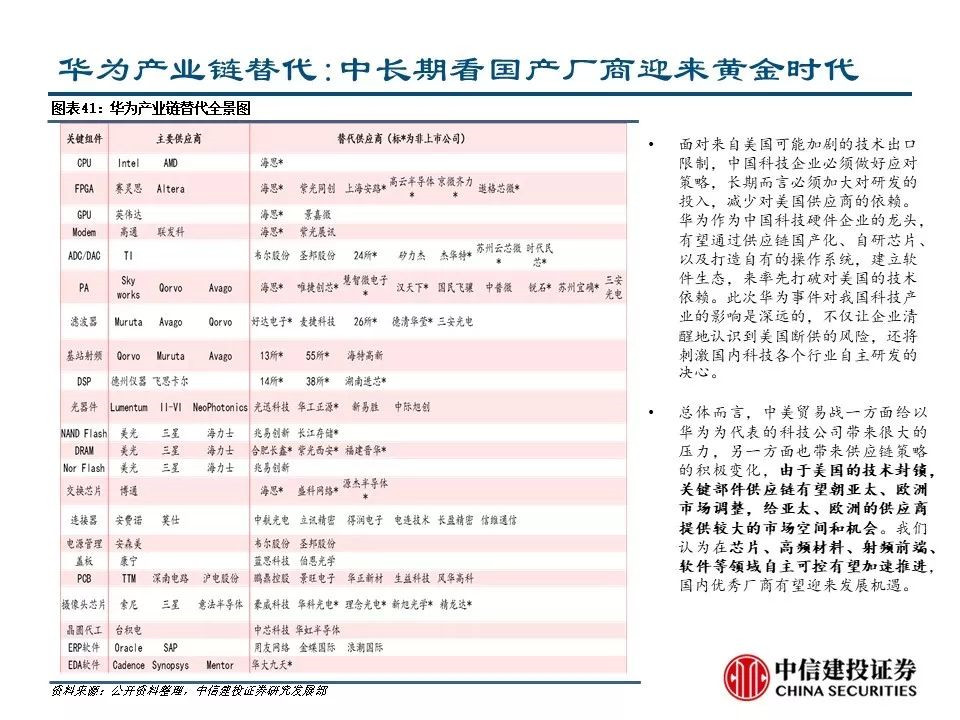 华为产业链替代:中长期看国产厂商迎来黄金时代
图表41：华为产业链替代全景图
关键组件 主要供应商 替代供应商（标*为非上市公司）
CPU Intel AMD 海思*
FPGA 赛灵思 Altera 海思* 紫光同创 上海安路* 高云半导体* 京微齐力* 遨格芯微*
GPU 英伟达 海思* 景嘉微
Modem 高通 联发科 海思* 紫光展讯
ADC/DAC TI 韦尔股份 圣邦股份 24所* 矽力杰 杰华特* 苏州云芯微* 时代民芯*
PA Sky works Qorvo Avago 海思* 唯捷创芯* 慧智微电子* 汉天下* 国民飞骧 中普微 锐石* 苏州宜确* 三安光电
滤波器 Muruta Avago Qorvo 好达电子* 麦捷科技 26所* 德清华莹* 三安光电
基站射频 Qorvo Muruta Avago 13所* 55所* 海特高新
DSP 德州仪器 飞思卡尔 14所* 38所* 湖南进芯*
光器件 Lumentum II-VI NeoPhotonics 光迅科技 华工正源* 新易胜 中际旭创
NAND Flash 美光 三星 海力士 兆易创新 长江存储*
DRAM 美光 三星 海力士 合肥长鑫* 紫光西安* 福建晋华*
Nor Flash 美光 三星 海力士 兆易创新
交换芯片 博通 海思* 盛科网络* 源杰半导体*
连接器 安费诺 莫仕 中航光电 立讯精密 得润电子 电连技术 长盈精密 信维通信
电源管理 安森美 韦尔股份 圣邦股份
盖板 康宁 蓝思科技 伯恩光学
PCB TTM 深南电路 沪电股份 鹏鼎控股 景旺电子 华正新材 生益科技 风华高科
摄像头芯片 索尼 三星 意法半导体 豪威科技 华科光电* 理念光电* 新旭光学* 精龙达*
晶圆代工 台积电 中芯科技 华虹半导体
ERP软件 Oracle SAP 用友网络 金蝶国际 浪潮国际
EDA软件 Cadence Synopsys Mentor 华大九天*
资料来源：公开资料整理，中信建投证券研究发展部
• 面对来自美国可能加剧的技术出口
限制，中国科技企业必须做好应对
策略，长期而言必须加大对研发的
投入，减少对美国供应商的依赖。
华为作为中国科技硬件企业的龙头，
有望通过供应链国产化、自研芯片、
以及打造自有的操作系统，建立软
件生态，来率先打破对美国的技术
依赖。此次华为事件对我国科技产
业的影响是深远的，不仅让企业清
醒地认识到美国断供的风险，还将
刺激国内科技各个行业自主研发的
决心。
• 总体而言，中美贸易战一方面给以
华为为代表的科技公司带来很大的
压力，另一方面也带来供应链策略
的积极变化，由于美国的技术封锁，
关键部件供应链有望朝亚太、欧洲
市场调整，给亚太、欧洲的供应商
提供较大的市场空间和机会。我们
认为在芯片、高频材料、射频前端、
软件等领域自主可控有望加速推进，
国内优秀厂商有望迎来发展机遇。
中信建投证券
CHINA SECURITIES